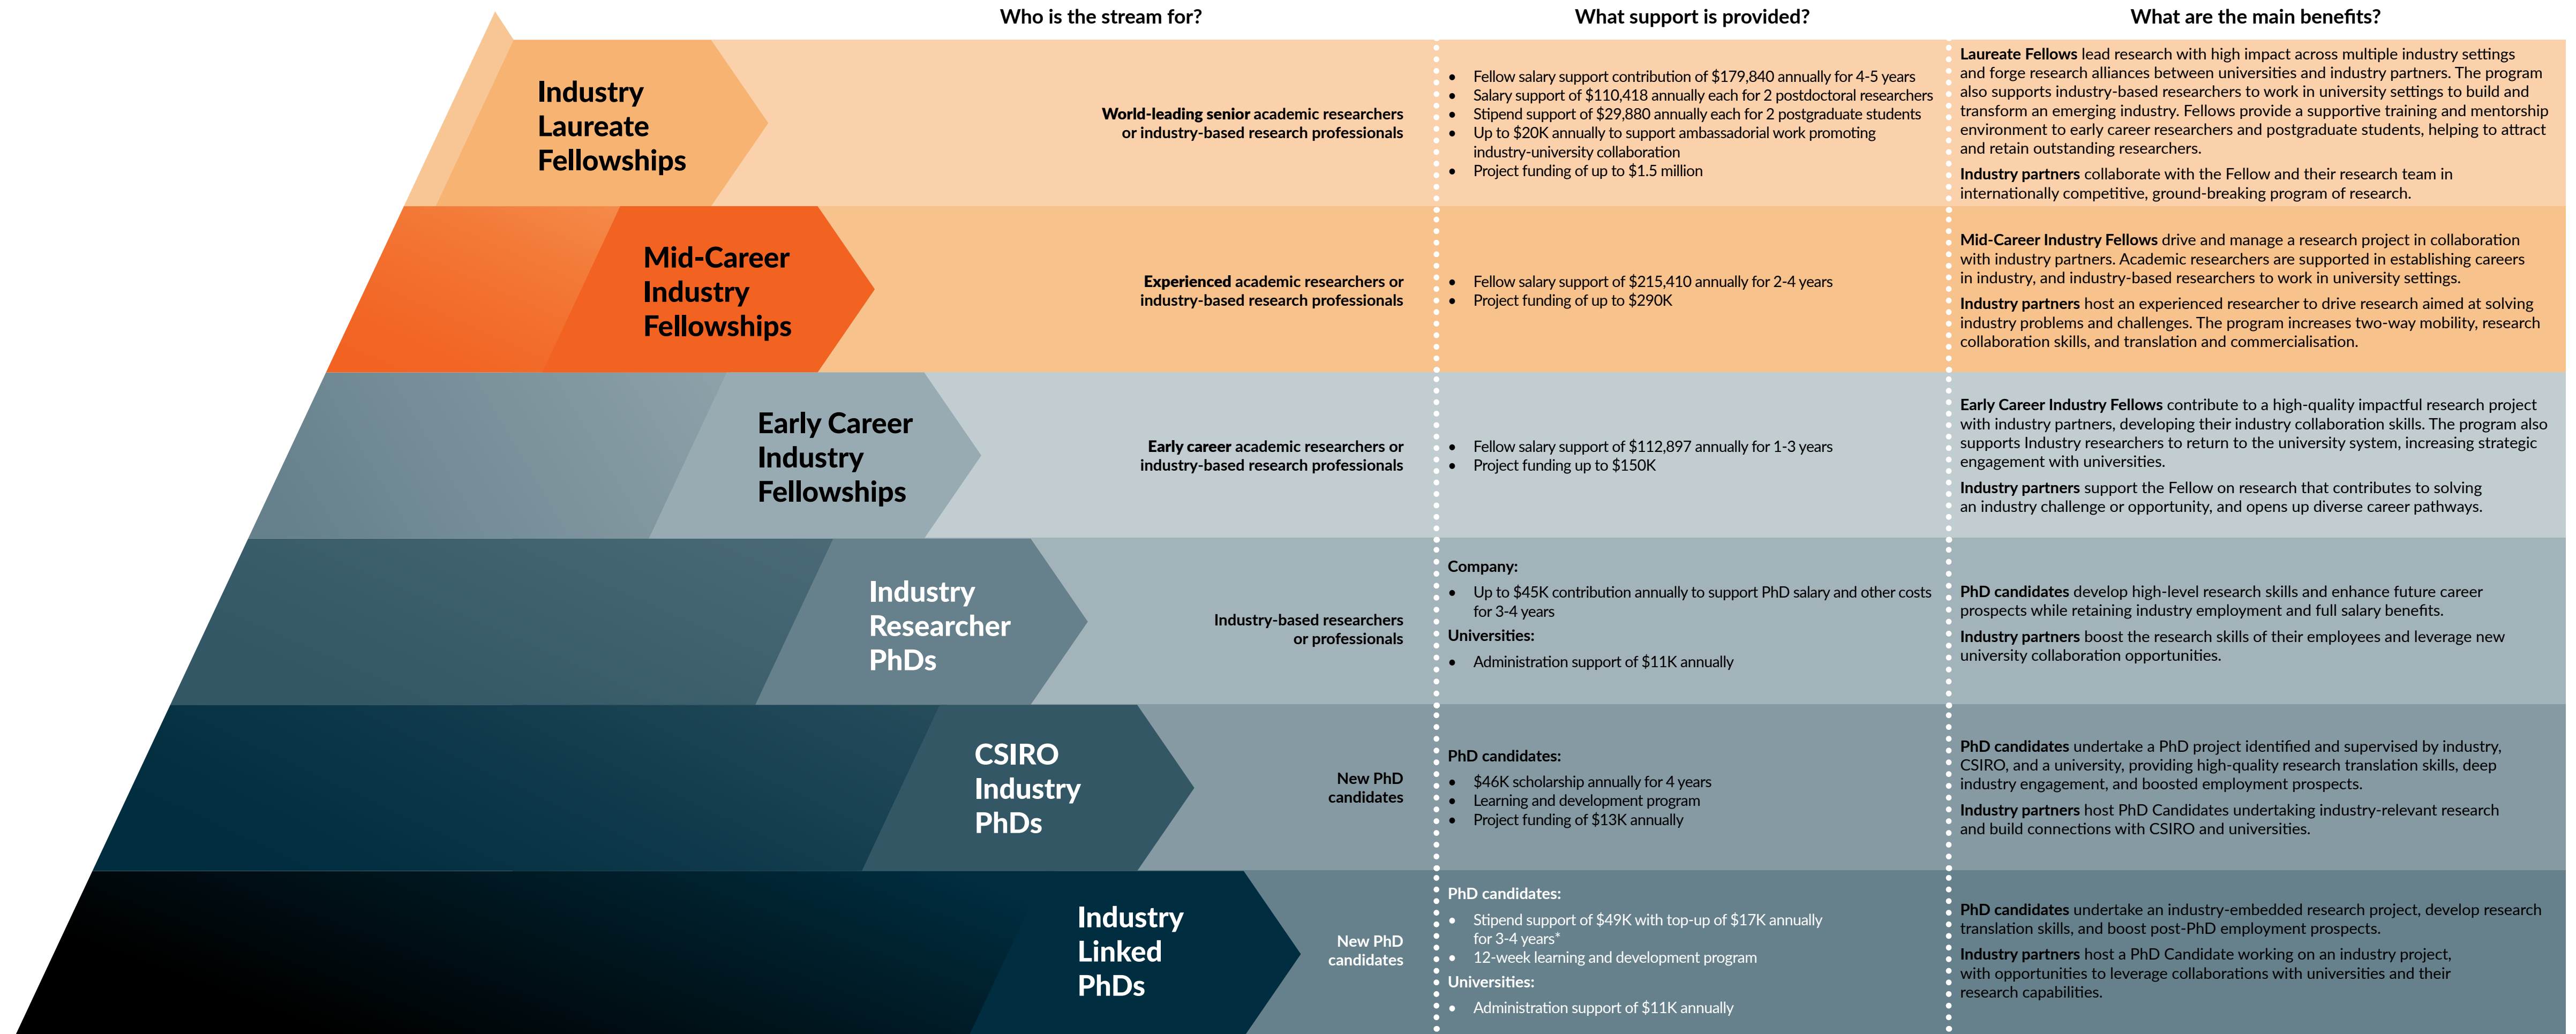 Who is the stream for?
What support is provided?
What are the main benefits?
Industry
Laureate
Fellowships
World-leading senior academic researchers
or industry-based research professionals
• Fellow salary support contribution of $179,840 annually for 4-5 years
• Salary support of $110,418 annually each for 2 postdoctoral researchers
• Stipend support of $29,880 annually each for 2 postgraduate students
• Up to $20K annually to support ambassadorial work promoting
industry-university collaboration
• Project funding of up to $1.5 million
Laureate Fellows lead research with high impact across multiple industry settings
and forge research alliances between universities and industry partners. The program
also supports industry-based researchers to work in university settings to build and
transform an emerging industry. Fellows provide a supportive training and mentorship
environment to early career researchers and postgraduate students, helping to attract
and retain outstanding researchers.
Industry partners collaborate with the Fellow and their research team in
internationally competitive, ground-breaking program of research.
Mid-Career
Industry
Fellowships
Experienced academic researchers or
industry-based research professionals
• Fellow salary support of $215,410 annually for 2-4 years
• Project funding of up to $290K
Mid-Career Industry Fellows drive and manage a research project in collaboration
with industry partners. Academic researchers are supported in establishing careers
in industry, and industry-based researchers to work in university settings.
Industry partners host an experienced researcher to drive research aimed at solving
industry problems and challenges. The program increases two-way mobility, research
collaboration skills, and translation and commercialisation.
Early Career
Industry
Fellowships
Early career academic researchers or
industry-based research professionals
• Fellow salary support of $112,897 annually for 1-3 years
• Project funding up to $150K
Early Career Industry Fellows contribute to a high-quality impactful research project
with industry partners, developing their industry collaboration skills. The program also
supports Industry researchers to return to the university system, increasing strategic
engagement with universities.
Industry partners support the Fellow on research that contributes to solving
an industry challenge or opportunity, and opens up diverse career pathways.
Industry
Researcher
PhDs
Industry-based researchers
or professionals
Company:
• Up to $45K contribution annually to support PhD salary and other costs
for 3-4 years
Universities:
• Administration support of $11K annually
PhD candidates develop high-level research skills and enhance future career
prospects while retaining industry employment and full salary benefits.
Industry partners boost the research skills of their employees and leverage new
university collaboration opportunities.
CSIRO
Industry
PhDs
New PhD
candidates
PhD candidates:
• $46K scholarship annually for 4 years
• Learning and development program
• Project funding of $13K annually
PhD candidates undertake a PhD project identified and supervised by industry,
CSIRO, and a university, providing high-quality research translation skills, deep
industry engagement, and boosted employment prospects.
Industry partners host PhD Candidates undertaking industry-relevant research
and build connections with CSIRO and universities.
Industry
Linked
PhDs
New PhD
candidates
PhD candidates:
• Stipend support of $49K with top-up of $17K annually
for 3-4 years*
• 12-week learning and development program
Universities:
• Administration support of $11K annually
PhD candidates undertake an industry-embedded research project, develop research
translation skills, and boost post-PhD employment prospects.
Industry partners host a PhD Candidate working on an industry project,
with opportunities to leverage collaborations with universities and their
research capabilities.